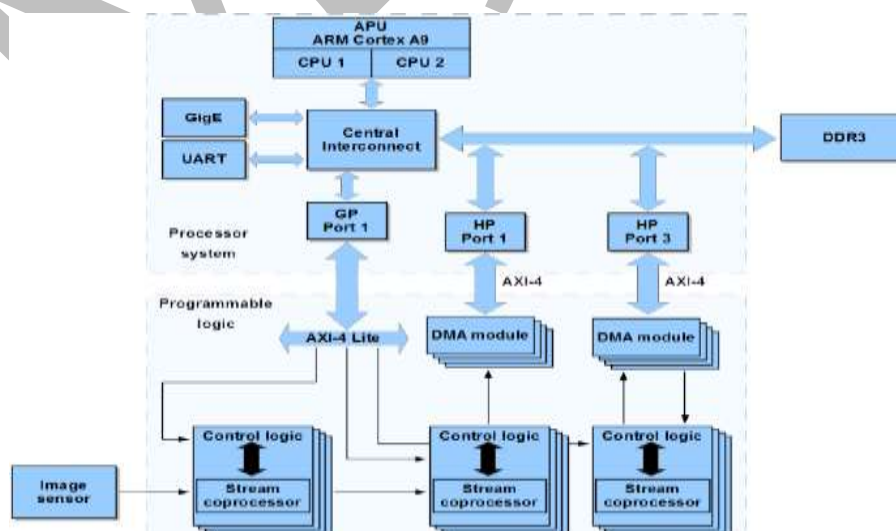 APU
ARM Cortex A9
CPU 1
CPU 2
GigE
UART
Central
Interconnect
DDR3
GP
Port 1
HP
Port 1
HP
Port 3
Processor
system
AXI-4
AXI-4
Programmable
logic
AXI-4 Lite
DMA module
DMA module
Control logic
Control logic
Control logic
Image
sensor
Stream
coprocessor
Stream
coprocessor
Stream
coprocessor